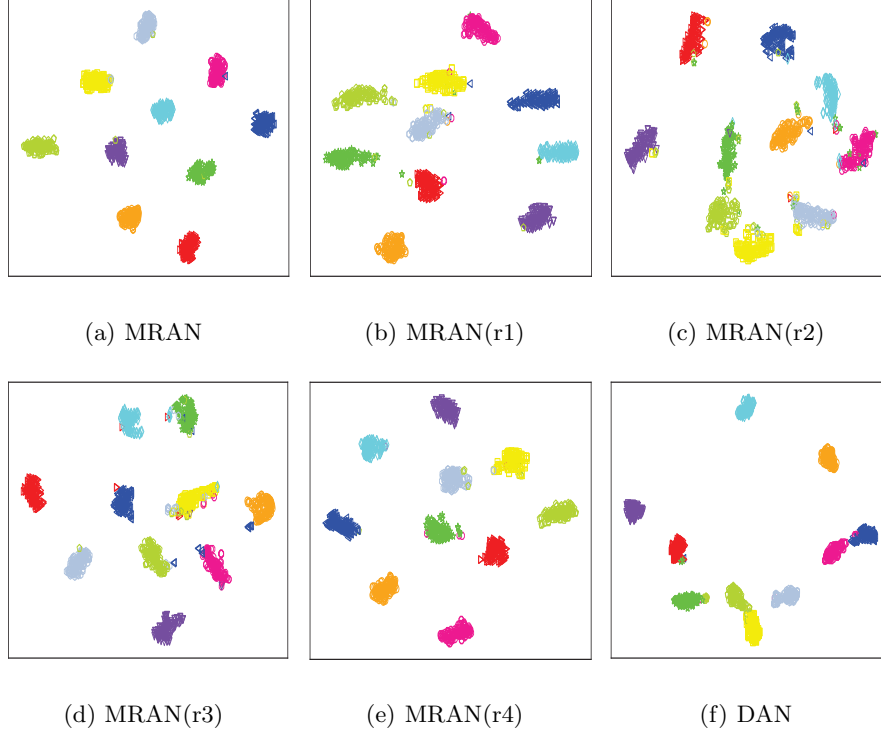 (a) MRAN
(b) MRAN(r1)
(c) MRAN(r2)
(d) MRAN(r3)
(e) MRAN(r4)
(f) DAN